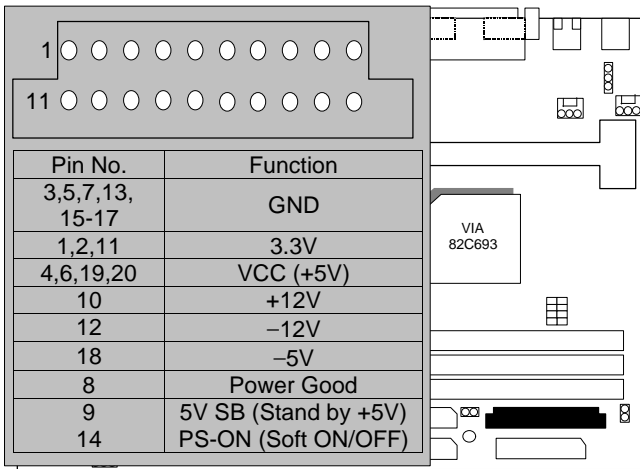 1
11
Pin No. Function
3,5,7,13,
15-17 GND
1,2,11 3.3V
4,6,19,20 VCC (+5V)
10 +12V
12 −12V
18 −5V
8 Power Good
9 5V SB (Stand by +5V)
14 PS-ON (Soft ON/OFF)
VIA
82C693